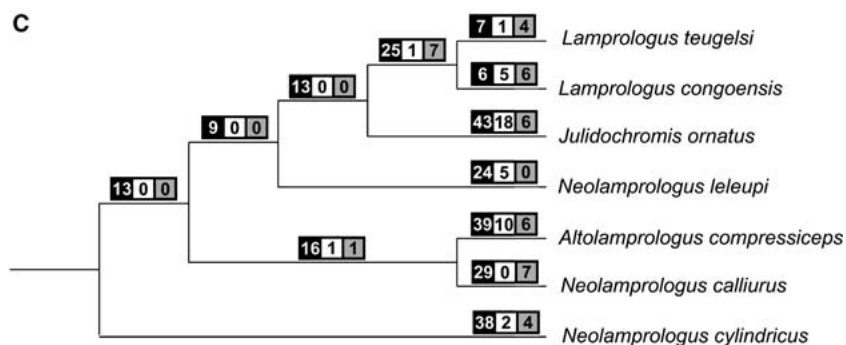 C
7 1 4
Lamprologus teugelsi
25 1 7
13 0 0
6 5 6
Lamprologus congoensis
9 0 0
43 18 6
Julidochromis ornatus
13 0 0
24 5 0
Neolamprologus leleupi
39 10 6
Altolamprologus compressiceps
16 1 1
29 0 7
Neolamprologus calliurus
38 2 4
Neolamprologus cylindricus